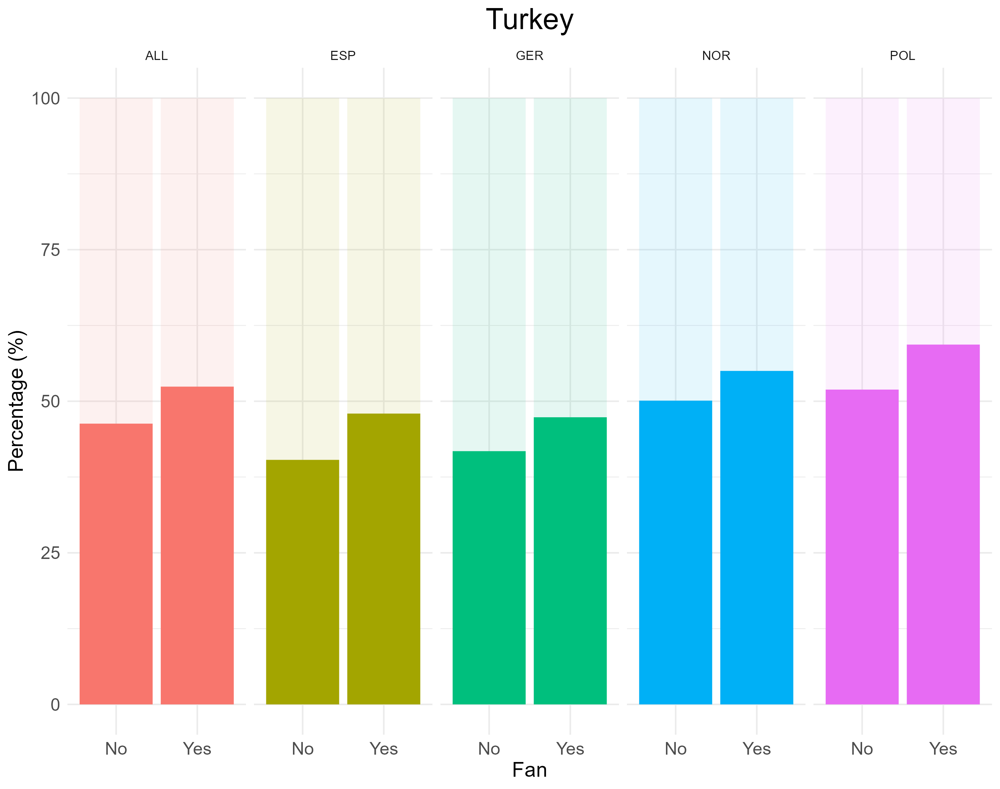 Turkey
ALL ESP GER NOR POL
100
75
50
25
0
Percentage (%)
No Yes No Yes No Yes No Yes No Yes
Fan